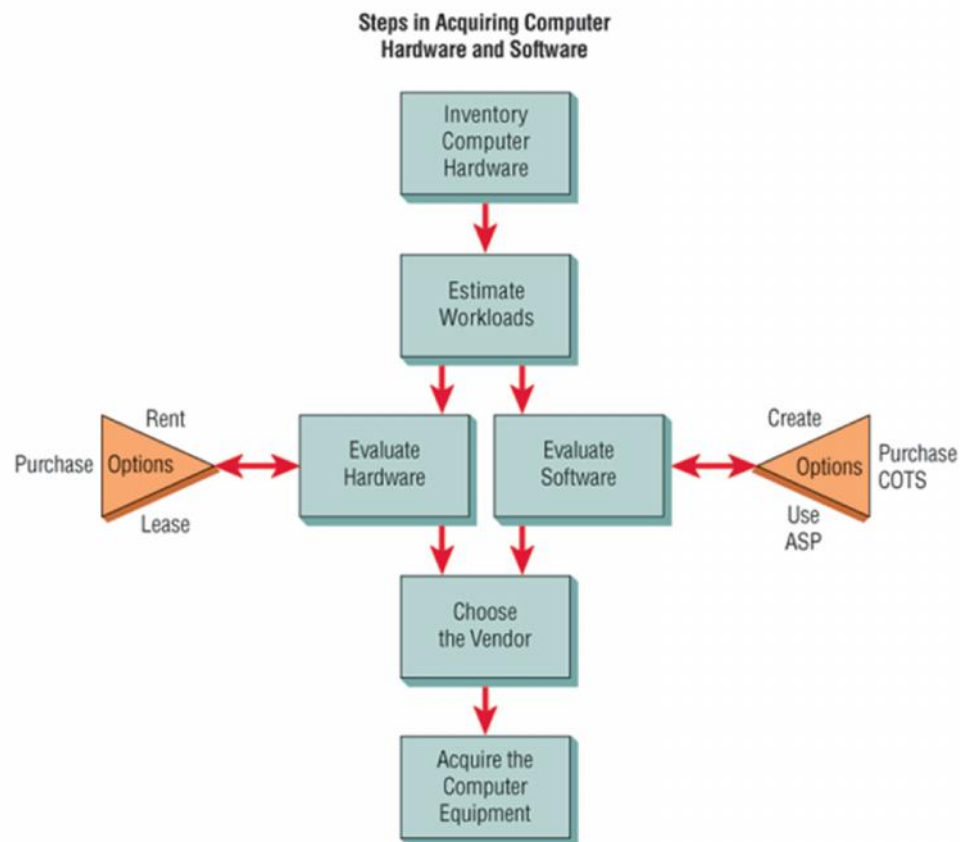 Steps in Acquiring Computer
Hardware and Software
Inventory
Computer
Hardware
Estimate
Workloads
Rent
Purchase
Options
Lease
Evaluate
Hardware
Evaluate
Software
Create
Options
Purchase
COTS
Use
ASP
Choose
the Vendor
Acquire the
Computer
Equipment